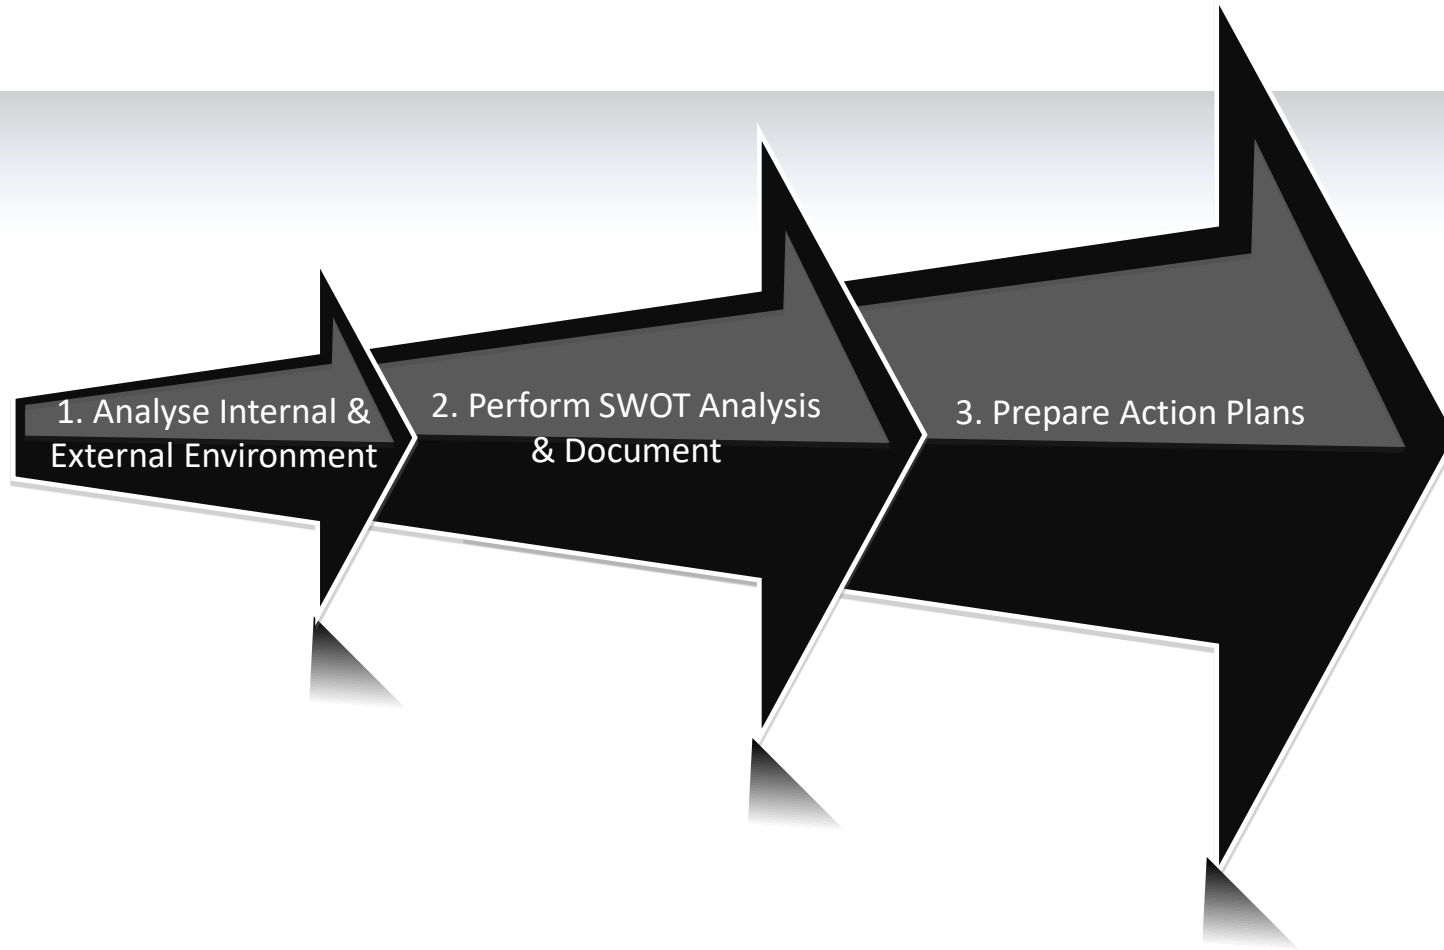 1. Analyse Internal &
External Environment
2. Perform SWOT Analysis
& Document
3. Prepare Action Plans